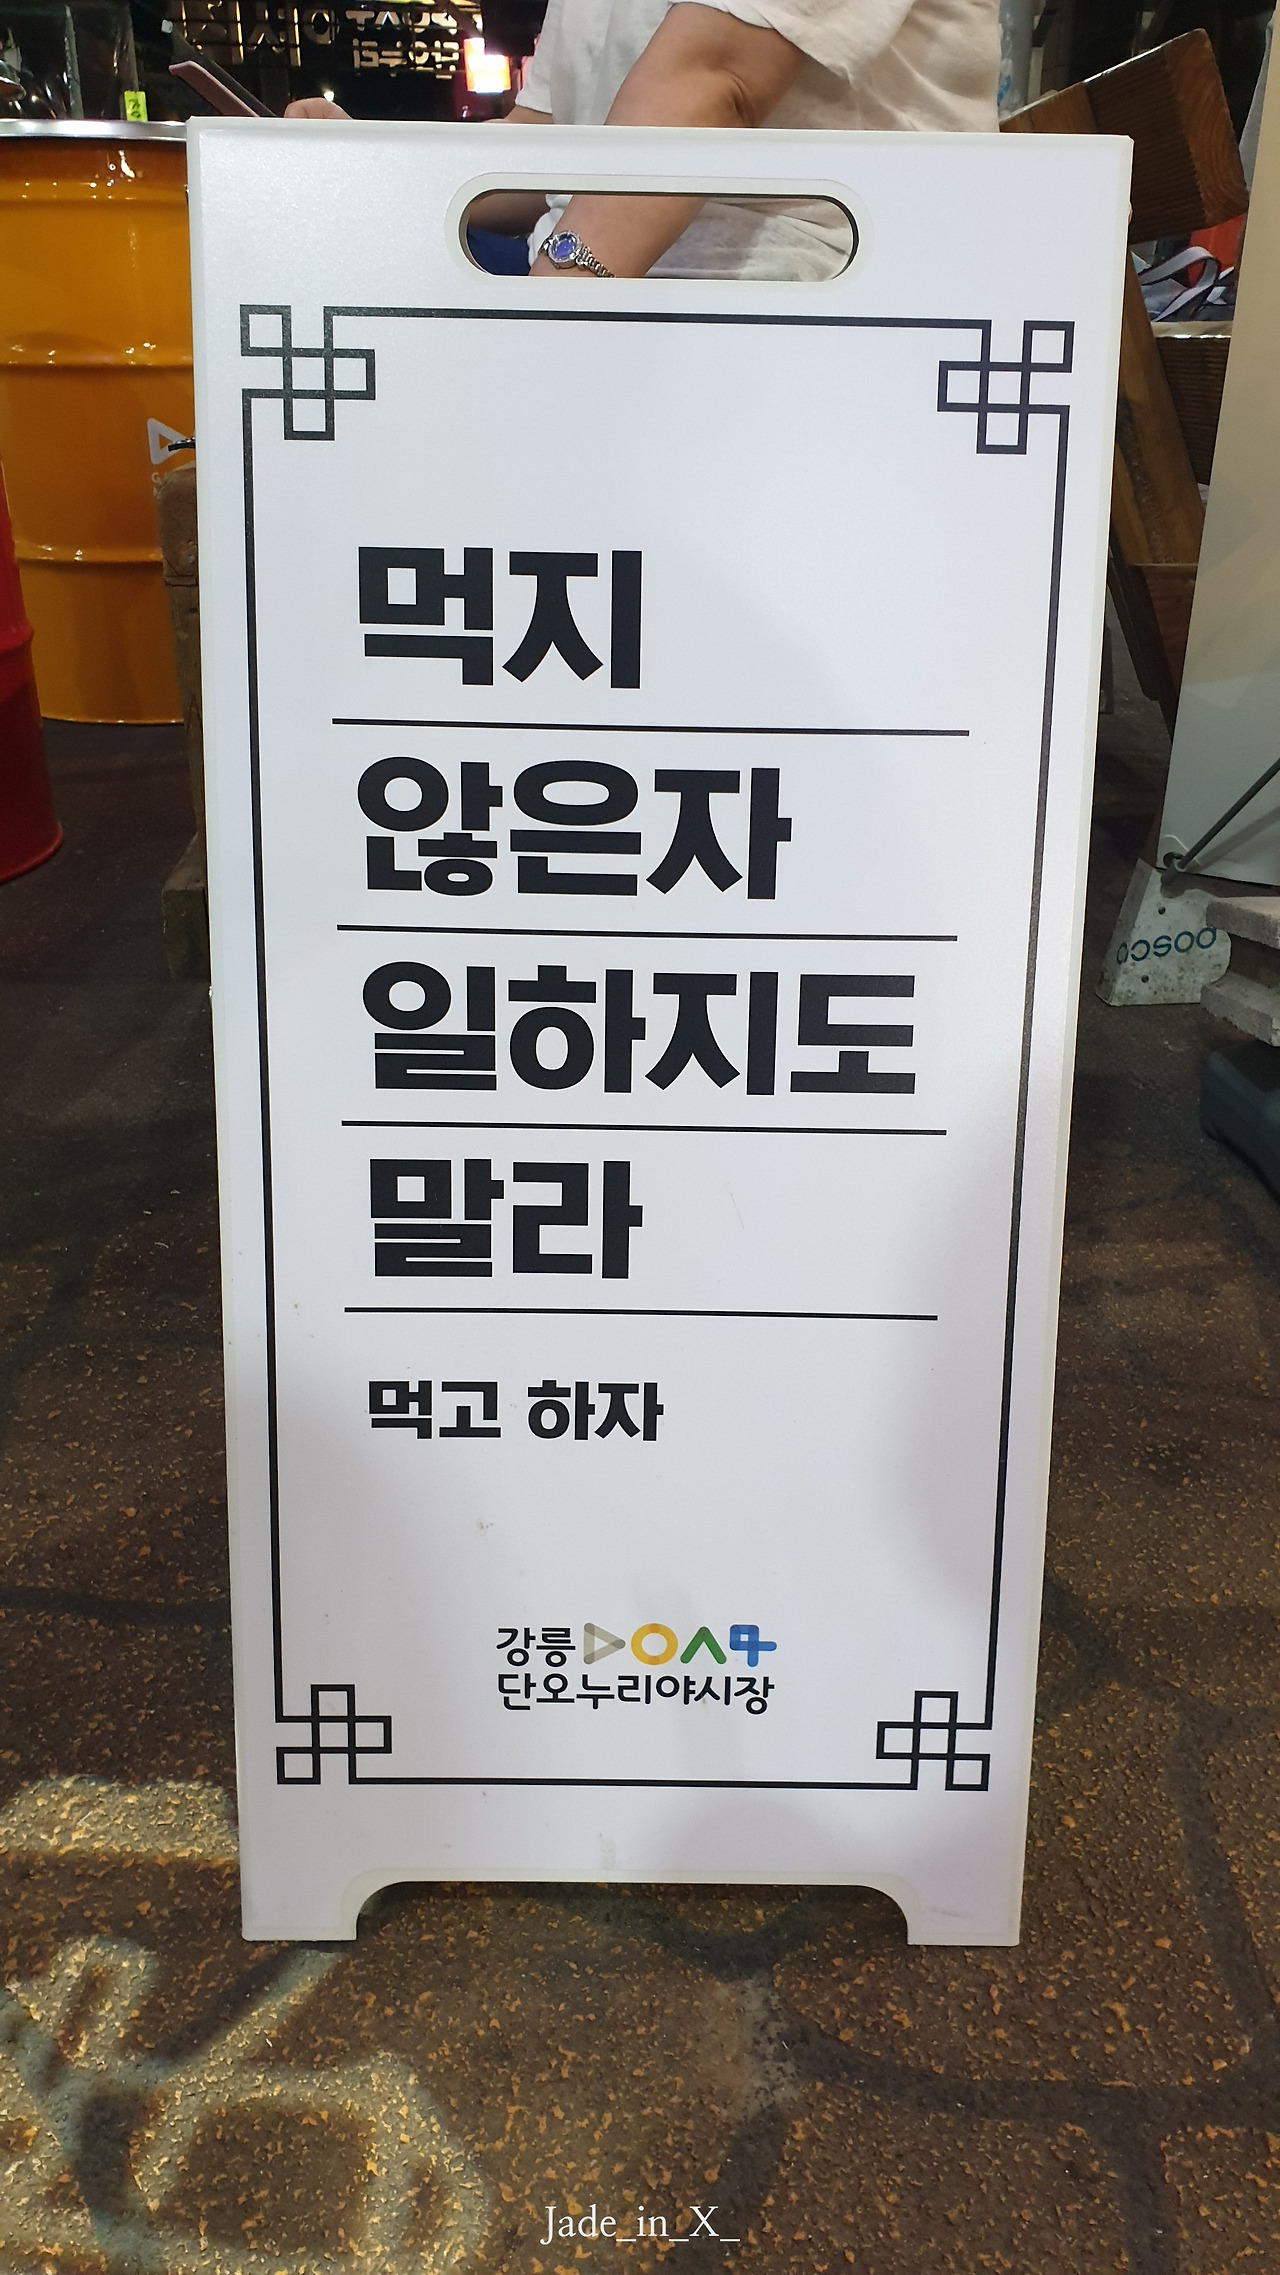 먹지
않은자
일하지도
말라
먹고 하자
강릉
단오누리야시장
posco
Jade_in_X_